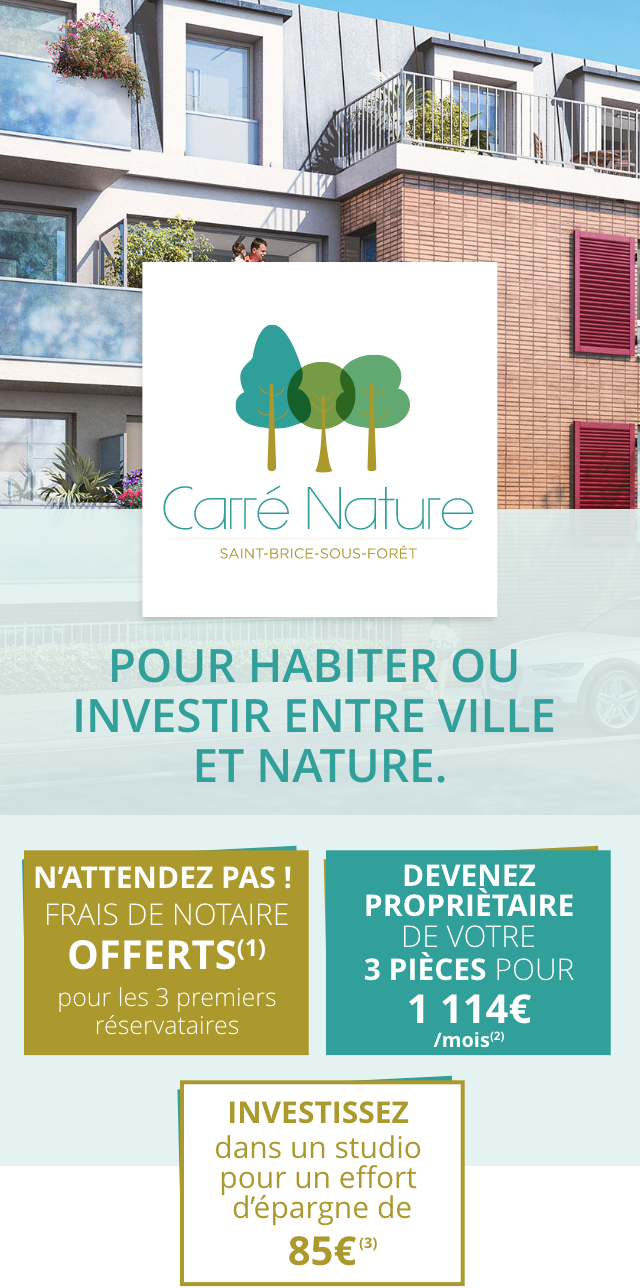 Carré Nature
SAINT-BRICE-SOUS-FORÊT
POUR HABITER OU
INVESTIR ENTRE VILLE
ET NATURE.
N'ATTENDEZ PAS !
FRAIS DE NOTAIRE
OFFERTS(1)
pour les 3 premiers
réservataires
DEVENEZ
PROPRIÈTAIRE
DE VOTRE
3 PIÈCES POUR
1 114€
/mois(2)
INVESTISSEZ
dans un studio
pour un effort
d'épargne de
85€(3)